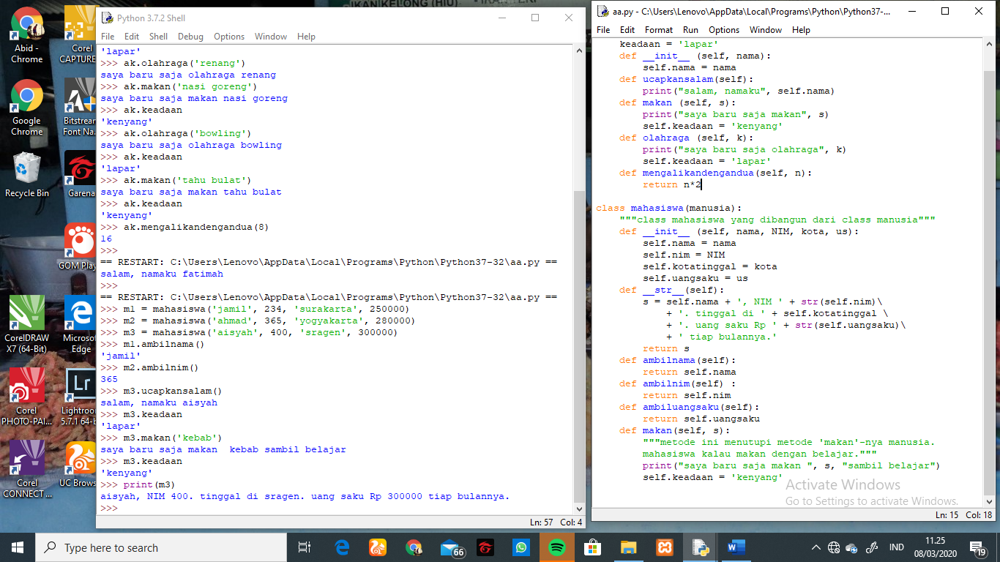 IKANIKELONG (HIU)
Abid -
Chrome
Corel
CAPTURE...
Google
Chrome
Bitstream
Font Na...
Recycle Bin
Garena
GOM Play
CorelDRAW
X7 (64-Bit)
Microsof
Edge
Corel
PHOTO-PAI...
Lightroo
5.7.1 64-b
Corel
CONNECT ...
UC Brows
Python 3.7.2 Shell
File Edit Shell Debug Options Window Help
'lapar'
>>> ak.olahraga('renang')
saya baru saja olahraga renang
>>> ak.makan('nasi goreng')
saya baru saja makan nasi goreng
>>> ak.keadaan
'kenyang'
>>> ak.olahraga('bowling')
saya baru saja olahraga bowling
>>> ak.keadaan
'lapar'
>>> ak.makan('tahu bulat')
saya baru saja makan tahu bulat
>>> ak.keadaan
'kenyang'
>>> ak.mengalikandengandua(8)
16
>>>
== RESTART: C:\Users\Lenovo\AppData\Local\Programs\Python\Python37-32\aa.py ==
salam, namaku fatimah
>>>
== RESTART: C:\Users\Lenovo\AppData\Local\Programs\Python\Python37-32\aa.py ==
>>> m1 = mahasiswa('jamil', 234, 'surakarta', 250000)
>>> m2 = mahasiswa('ahmad', 365, 'yogyakarta', 280000)
>>> m3 = mahasiswa('aisyah', 400, 'sragen', 300000)
>>> m1.ambilnama()
'jamil'
>>> m2.ambilnim()
365
>>> m3.ucapkansalam()
salam, namaku aisyah
>>> m3.keadaan
'lapar'
>>> m3.makan('kebab')
saya baru saja makan  kebab sambil belajar
>>> m3.keadaan
'kenyang'
>>> print(m3)
aisyah, NIM 400. tinggal di sragen. uang saku Rp 300000 tiap bulannya.
>>>
Ln: 57 Col: 4
aa.py - C:\Users\Lenovo\AppData\Local\Programs\Python\Python37-...
File Edit Format Run Options Window Help
    keadaan = 'lapar'
    def __init__ (self, nama):
        self.nama = nama
    def ucapkansalam(self):
        print("salam, namaku", self.nama)
    def makan (self, s):
        print("saya baru saja makan", s)
        self.keadaan = 'kenyang'
    def olahraga (self, k):
        print("saya baru saja olahraga", k)
        self.keadaan = 'lapar'
    def mengalikandengandua(self, n):
        return n*2
class mahasiswa(manusia):
    """class mahasiswa yang dibangun dari class manusia"""
    def __init__ (self, nama, NIM, kota, us):
        self.nama = nama
        self.nim = NIM
        self.kotatinggal = kota
        self.uangsaku = us
    def __str__(self):
        s = self.nama + ', NIM ' + str(self.nim)\
            + '. tinggal di ' + self.kotatinggal \
            + '. uang saku Rp ' + str(self.uangsaku)\
            + ' tiap bulannya.'
        return s
    def ambilnama(self):
        return self.nama
    def ambilnim(self) :
        return self.nim
    def ambiluangsaku(self):
        return self.uangsaku
    def makan(self, s):
        """metode ini menutupi metode 'makan'-nya manusia.
        mahasiswa kalau makan dengan belajar."""
        print("saya baru saja makan ", s, "sambil belajar")
        self.keadaan = 'kenyang'
Activate Windows
Go to Settings to activate Windows.
Ln: 15 Col: 18
Type here to search
66
IND
11.25
08/03/2020
19